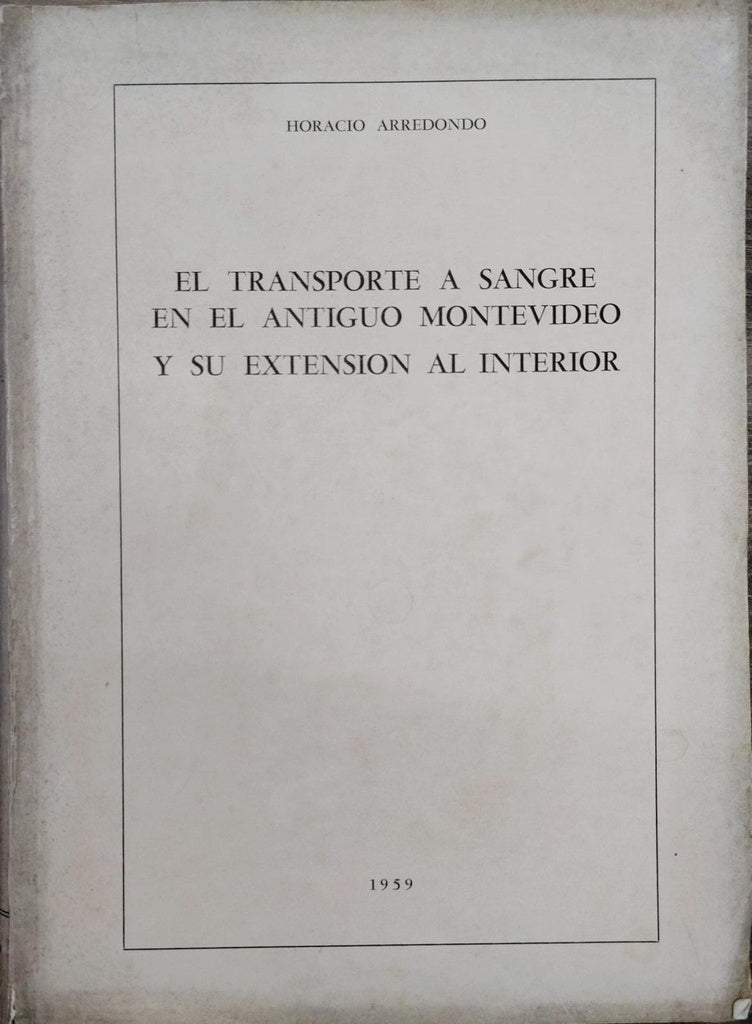 HORACIO ARREDONDO
EL TRANSPORTE A SANGRE
EN EL ANTIGUO MONTEVIDEO
Y SU EXTENSION AL INTERIOR
1959